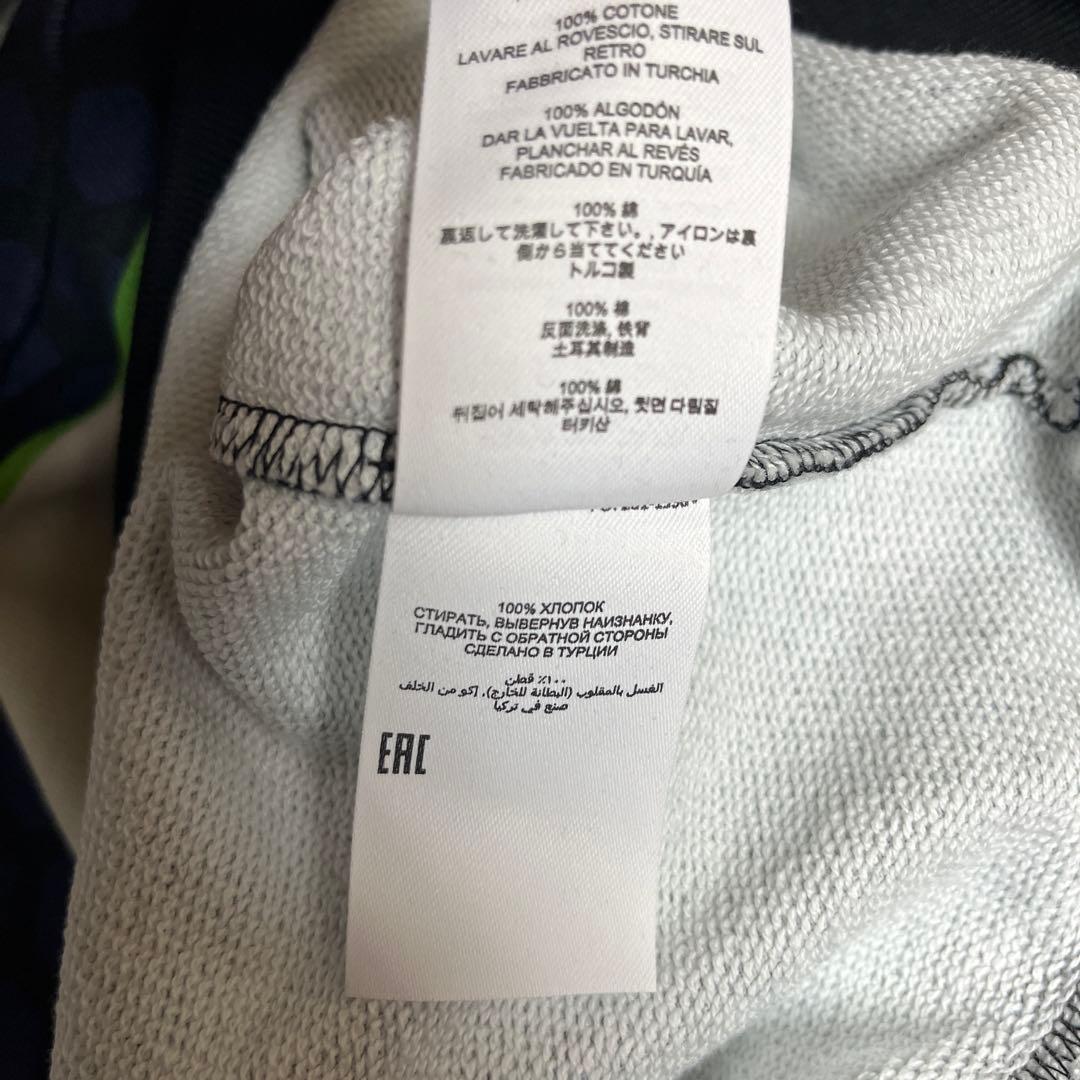 100% COTONE
LAVARE AL ROVESCIO, STIRARE SUL
RETRO
FABBRICATO IN TURCHIA
100% ALGODÓN
DAR LA VUELTA PARA LAVAR,
PLANCHAR AL REVÉS
FABRICADO EN TURQUÍA
100% 綿
裏返して洗濯して下さい。, アイロンは裏
側から当ててください
トルコ製
100% 棉
反面洗涤, 铁背
土耳其制造
100% 綿
뒤집어 세탁해주십시오, 뒷면 다림질
터키산
100% ХЛОПОК
СТИРАТЬ, ВЫВЕРНУВ НАИЗНАНКУ,
ГЛАДИТЬ С ОБРАТНОЙ СТОРОНЫ
СДЕЛАНО В ТУРЦИИ
١٠٠٪ قطن
الغسل بالمقلوب (البطانة للخارج). إكو من الخلف
صنع في تركيا
EAC